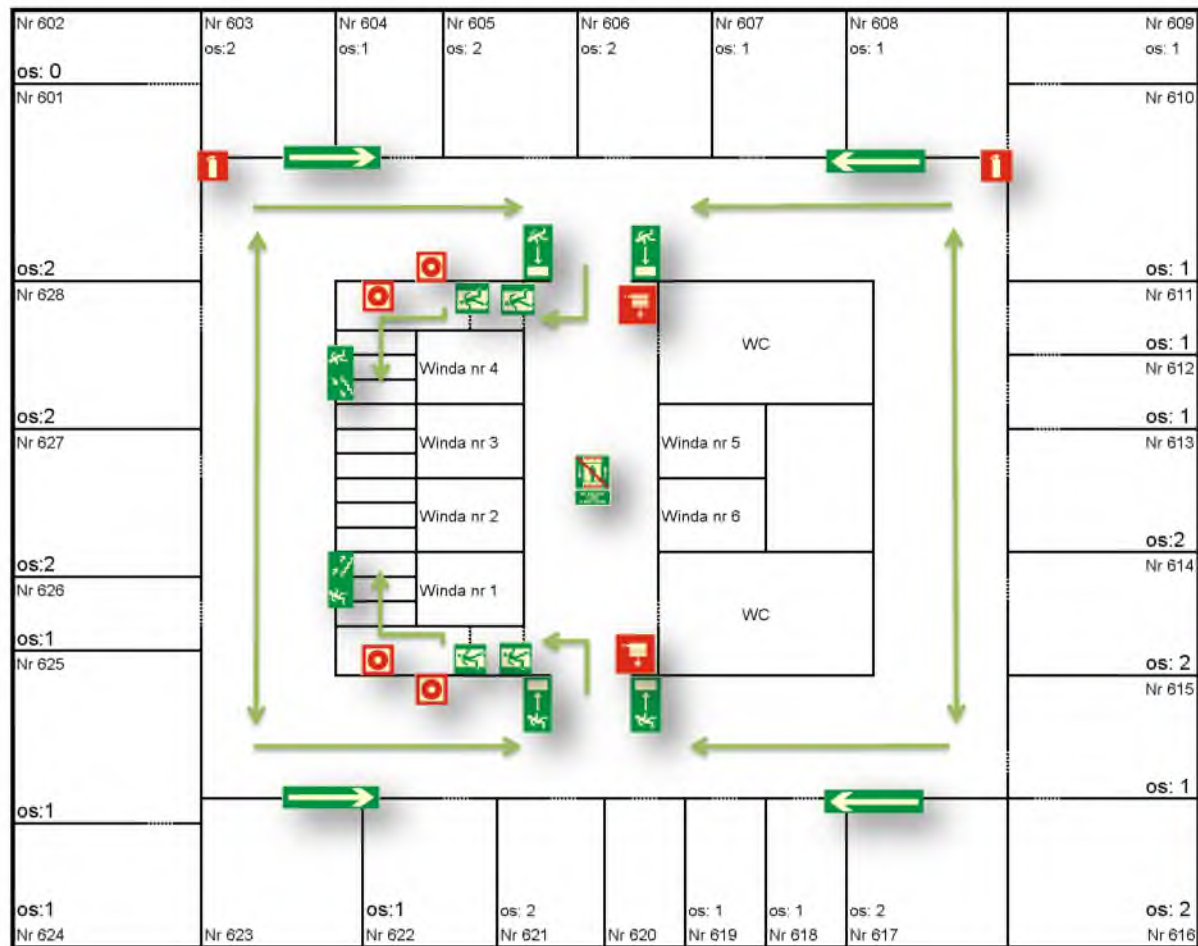 Nr 602
os: 0
Nr 603
os:2
Nr 604
os:1
Nr 605
os: 2
Nr 606
os: 2
Nr 607
os: 1
Nr 608
os: 1
Nr 609
os: 1
Nr 601
os:2
Nr 610
os: 1
Nr 628
os:2
Nr 611
os: 1
Nr 612
os: 1
Nr 627
os:2
Nr 613
os:2
Nr 626
os:1
Nr 614
os: 2
Nr 625
os:1
Nr 615
os: 1
WC
Winda nr 4
Winda nr 3
Winda nr 5
Winda nr 2
Winda nr 6
Winda nr 1
WC
os:1
Nr 624
Nr 623
os:1
Nr 622
os: 2
Nr 621
Nr 620
os: 1
Nr 619
os: 1
Nr 618
os: 2
Nr 617
os: 2
Nr 616